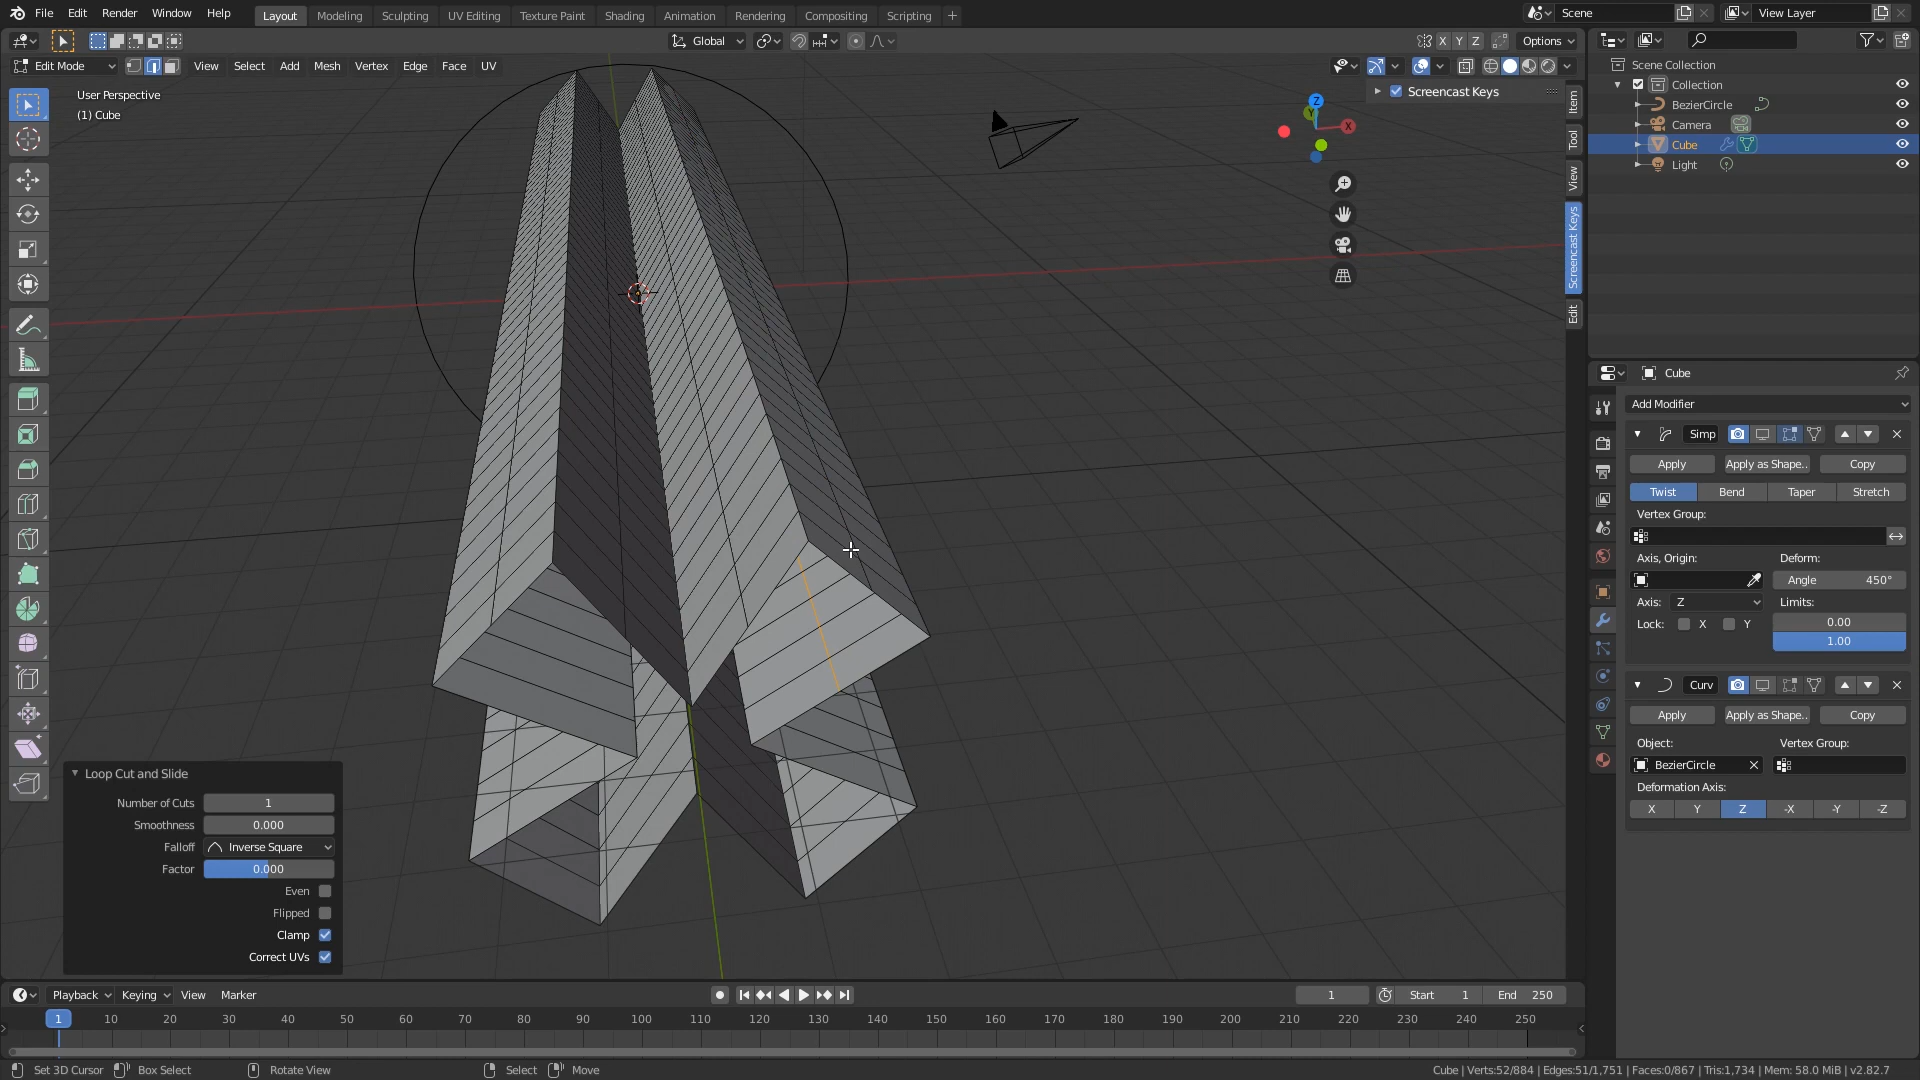 File Edit Render Window Help Layout Modeling Sculpting UV Editing Texture Paint Shading Animation Rendering Compositing Scripting + Scene View Layer
Global X Y Z Options
Edit Mode View Select Add Mesh Vertex Edge Face UV
User Perspective
(1) Cube
Screencast Keys
Z
Y
X
Item
Tool
View
Screencast Keys
Edit
Scene Collection
Collection
BezierCircle
Camera
Cube
Light
Cube
Add Modifier
Simp
Apply Apply as Shape.. Copy
Twist Bend Taper Stretch
Vertex Group:
Axis, Origin: Deform:
Angle 450°
Axis: Z Limits:
Lock: X Y 0.00
1.00
Curv
Apply Apply as Shape.. Copy
Object: Vertex Group:
BezierCircle
Deformation Axis:
X Y Z -X -Y -Z
Loop Cut and Slide
Number of Cuts 1
Smoothness 0.000
Falloff Inverse Square
Factor 0.000
Even
Flipped
Clamp
Correct UVs
Playback Keying View Marker 1 Start 1 End 250
1 10 20 30 40 50 60 70 80 90 100 110 120 130 140 150 160 170 180 190 200 210 220 230 240 250
Set 3D Cursor Box Select Rotate View Select Move Cube | Verts:52/884 | Edges:51/1,751 | Faces:0/867 | Tris:1,734 | Mem: 58.0 MiB | v2.82.7